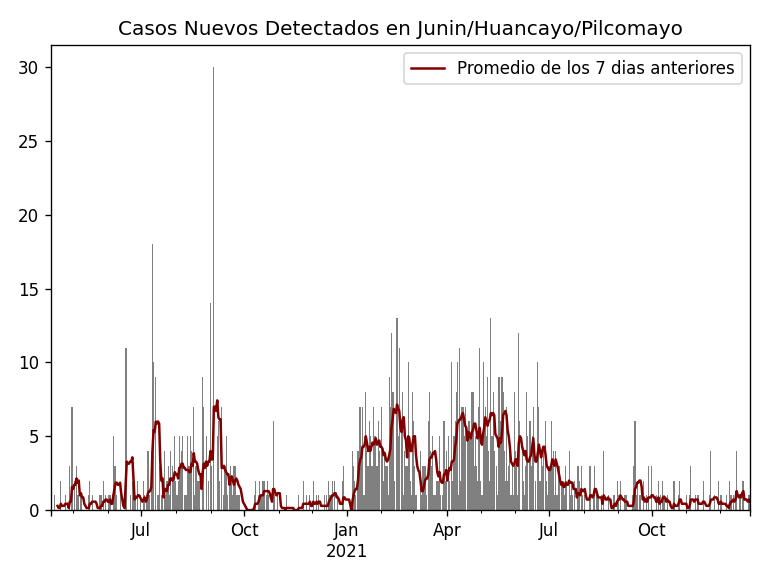 Casos Nuevos Detectados en Junin/Huancayo/Pilcomayo
Promedio de los 7 dias anteriores
30
25
20
15
10
5
0
Jul
Oct
Jan
2021
Apr
Jul
Oct